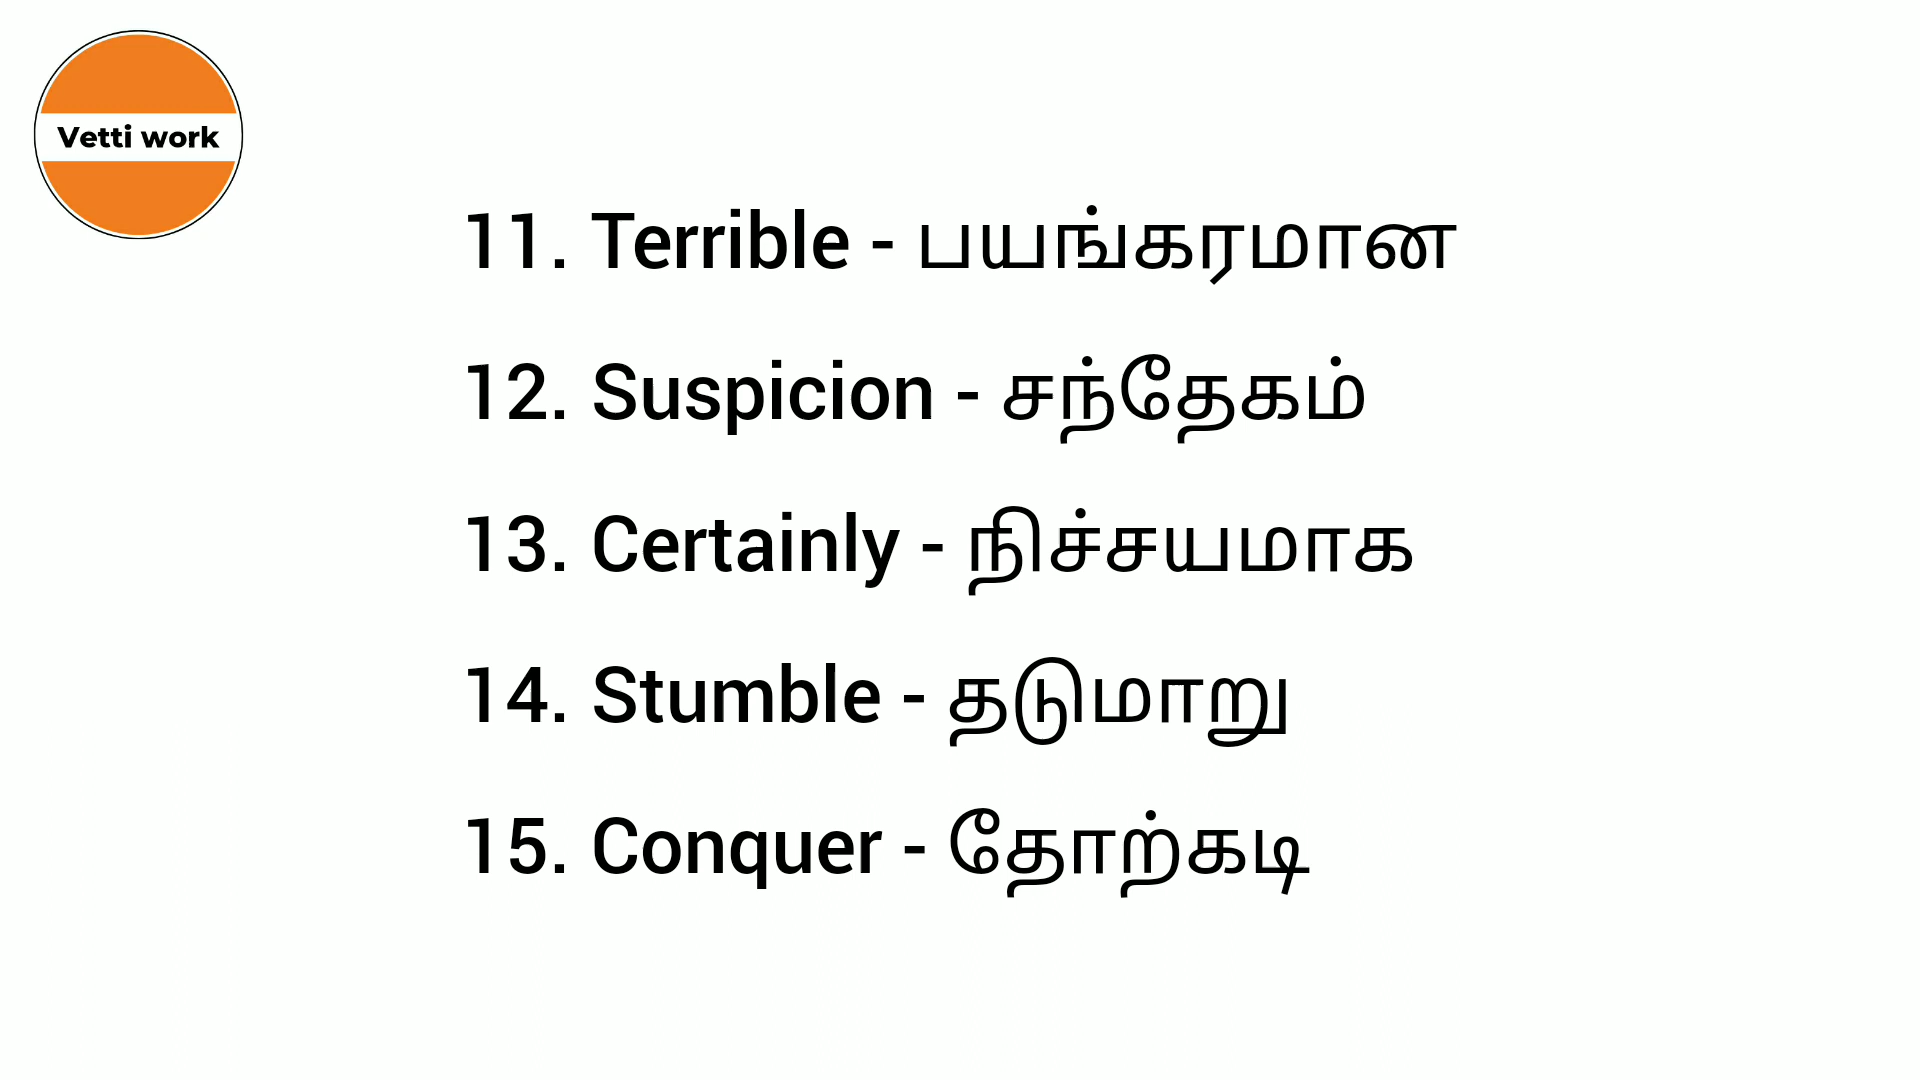 Vetti work
11. Terrible - பயங்கரமான
12. Suspicion - சந்தேகம்
13. Certainly - நிச்சயமாக
14. Stumble - தடுமாறு
15. Conquer - தோற்கடி